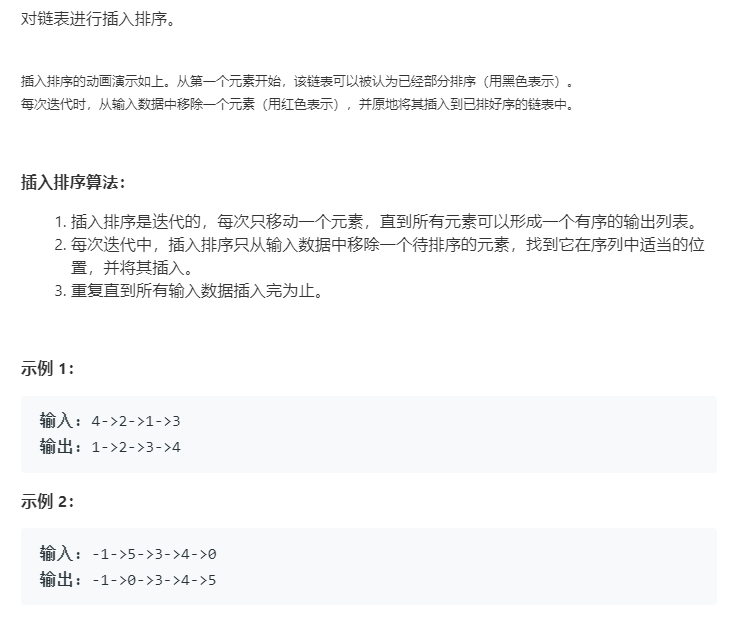 对链表进行插入排序。
插入排序的动画演示如上。从第一个元素开始，该链表可以被认为已经部分排序（用黑色表示）。
每次迭代时，从输入数据中移除一个元素（用红色表示），并原地将其插入到已排好序的链表中。
插入排序算法：
1. 插入排序是迭代的，每次只移动一个元素，直到所有元素可以形成一个有序的输出列表。
2. 每次迭代中，插入排序只从输入数据中移除一个待排序的元素，找到它在序列中适当的位
置，并将其插入。
3. 重复直到所有输入数据插入完为止。
示例 1：
输入：4->2->1->3
输出：1->2->3->4
示例 2：
输入：-1->5->3->4->0
输出：-1->0->3->4->5